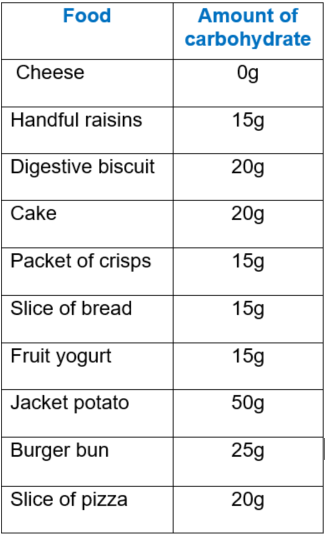 Food Amount of
carbohydrate
Cheese 0g
Handful raisins 15g
Digestive biscuit 20g
Cake 20g
Packet of crisps 15g
Slice of bread 15g
Fruit yogurt 15g
Jacket potato 50g
Burger bun 25g
Slice of pizza 20g